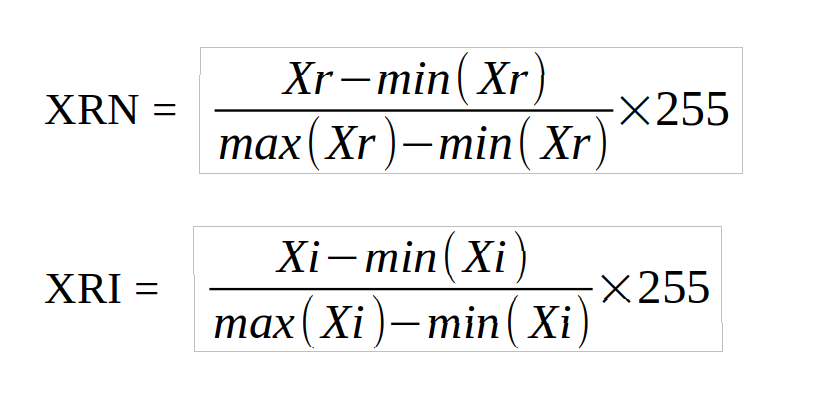 XRN = Xr−min(Xr)
max(Xr)−min(Xr) ×255
XRI = Xi−min(Xi)
max(Xi)−min(Xi) ×255